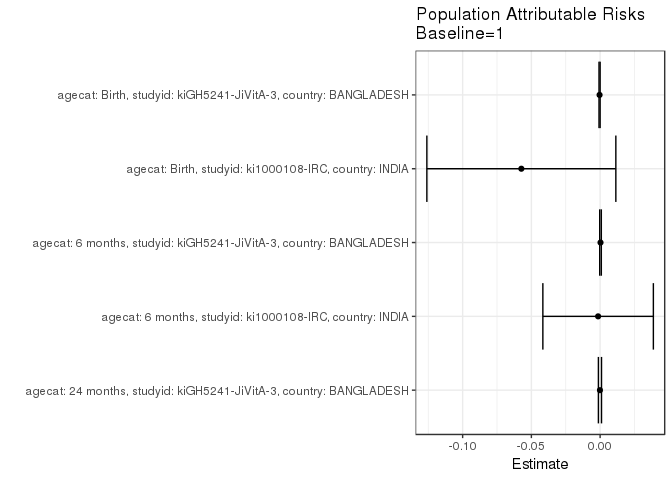 Population Attributable Risks
Baseline=1
agecat: Birth, studyid: kiGH5241-JiVitA-3, country: BANGLADESH
agecat: Birth, studyid: ki1000108-IRC, country: INDIA
agecat: 6 months, studyid: kiGH5241-JiVitA-3, country: BANGLADESH
agecat: 6 months, studyid: ki1000108-IRC, country: INDIA
agecat: 24 months, studyid: kiGH5241-JiVitA-3, country: BANGLADESH
-0.10 -0.05 0.00
Estimate